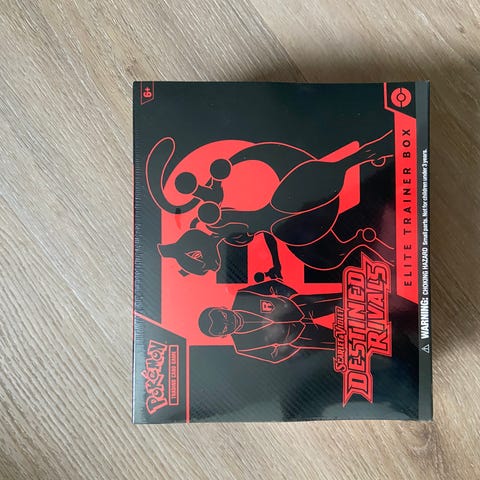 POKÉMON
TRADING CARD GAME
6+
R
R
SCARLET & VIOLET
DESTINED
RIVALS
ELITE TRAINER BOX
WARNING: CHOKING HAZARD Small parts. Not for children under 3 years.